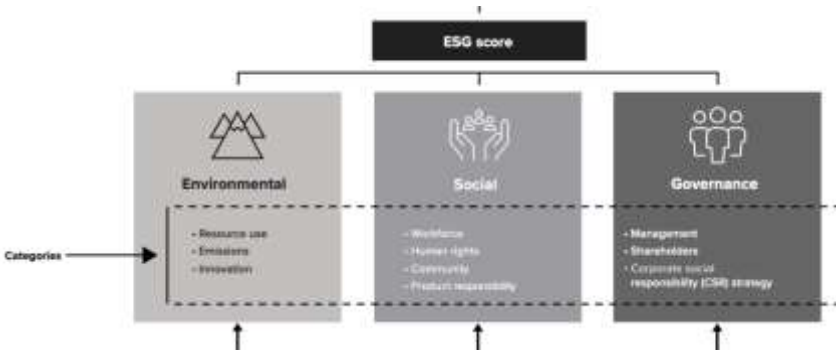 ESG score
Environmental
Social
Governance
Categories
- Resource use
- Emissions
- Innovation
- Workforce
- Human rights
- Community
- Product responsibility
- Management
- Shareholders
- Corporate social
responsibility (CSR) strategy